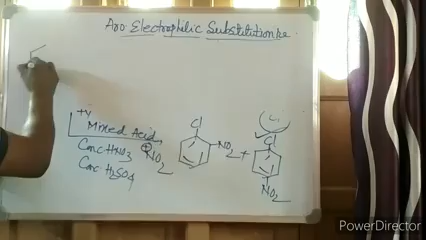 Aro Electrophilic Substitution
+ve
Mixed Acid
Conc HNO3
Conc H2SO4
⊕NO2
Cl
NO2
+
Cl
NO2
PowerDirector